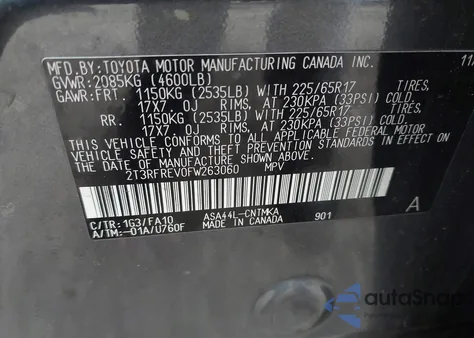 MFD.BY:TOYOTA MOTOR MANUFACTURING CANADA INC. 11/
GVWR:2085KG (4600LB)
GAWR:FRT. 1150KG (2535LB) WITH 225/65R17
17X7 0J RIMS, AT 230KPA (33PSI) COLD
RR. 1150KG (2535LB) WITH 225/65R17
17X7 0J RIMS, AT 230KPA (33PSI) COLD
THIS VEHICLE CONFORMS TO ALL APPLICABLE FEDERAL MOTOR
VEHICLE SAFETY AND
THEFT PREVENTION STANDARDS IN EFFECT ON THE DATE OF
MANUFACTURE SHOWN ABOVE.
2T3RFREV0FW263060 MPV
C/TR:1G3/FA10 ASA44L-CNTMKA A
A/TM:-01A/U760F MADE IN CANADA 901
autoSnap